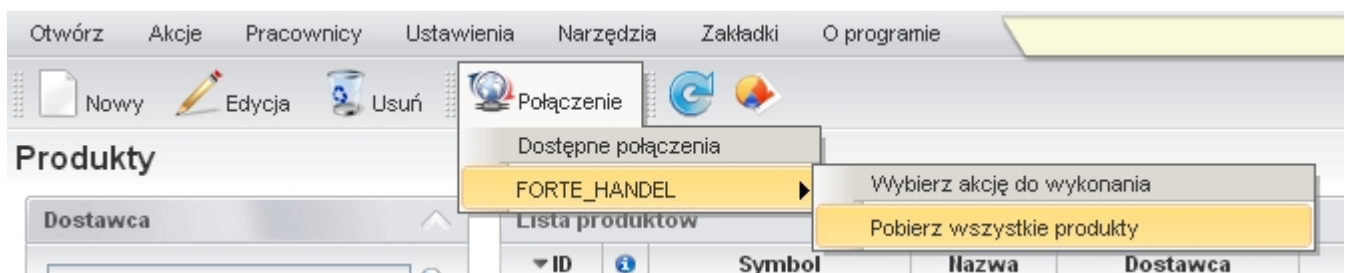 Otwórz Akcje Pracownicy Ustawienia Narzędzia Zakładki O programie
Nowy Edycja Usuń Połączenie
Produkty
Dostępne połączenia
FORTE_HANDEL
Wybierz akcję do wykonania
Pobierz wszystkie produkty
Dostawca
Lista produktów
ID Symbol Nazwa Dostawca